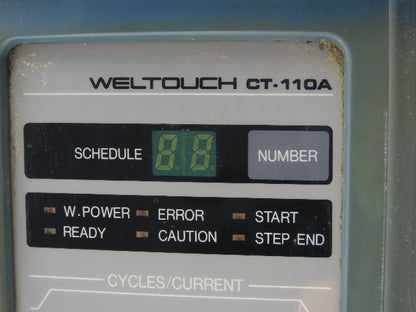 WELTOUCH CT-110A
SCHEDULE 88 NUMBER
W.POWER ERROR START
READY CAUTION STEP END
CYCLES/CURRENT